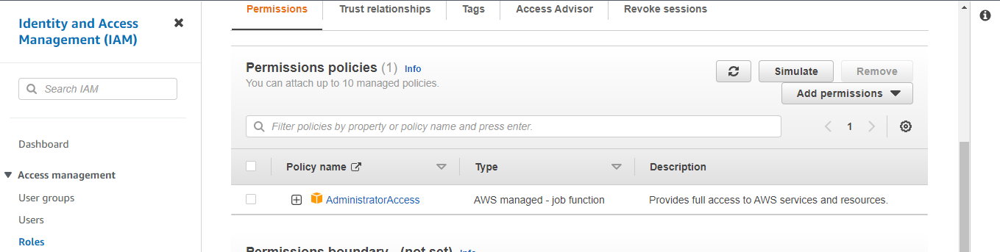 Identity and Access
Management (IAM)
Search IAM
Dashboard
Access management
User groups
Users
Roles
Permissions
Trust relationships
Tags
Access Advisor
Revoke sessions
Permissions policies (1) Info
You can attach up to 10 managed policies.
Simulate
Remove
Add permissions
Filter policies by property or policy name and press enter.
1
Policy name
Type
Description
AdministratorAccess
AWS managed - job function
Provides full access to AWS services and resources.
Permissions boundary - (not set) Info